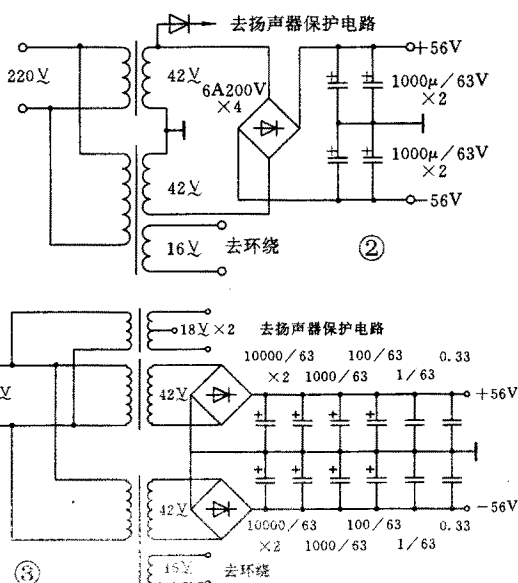 去扬声器保护电路
+56V
220V
42V
6A200V
×4
1000μ/63V
×2
1000μ/63V
×2
42V
-56V
16V
去环绕
②
18V×2
去扬声器保护电路
10000/63
100/63
0.33
×2
1000/63
1/63
V
42V
+56V
42V
-56V
10000/63
100/63
0.33
×2
1000/63
1/63
③
去环绕